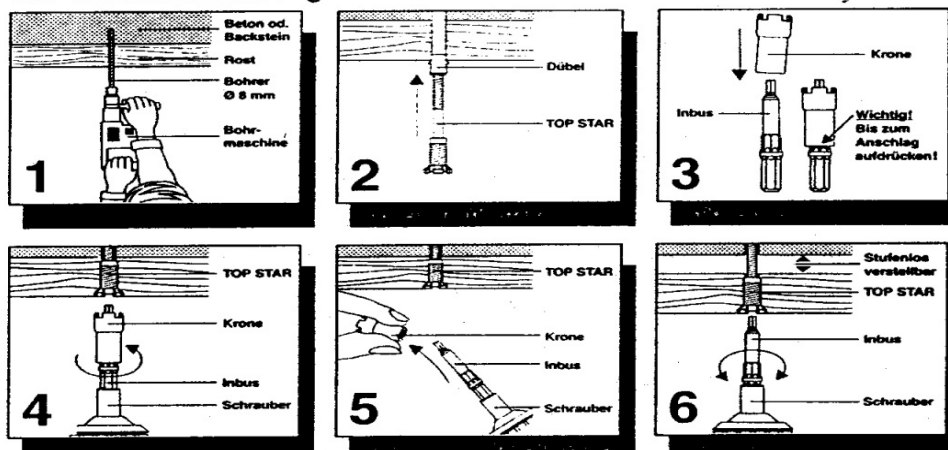 Beton od.
Backstein
Rost
Bohrer
Ø 8 mm
Bohr-
maschine
1
Dübel
TOP STAR
2
Krone
Inbus
Wichtig!
Bis zum
Anschlag
aufdrücken!
3
TOP STAR
Krone
Inbus
Schrauber
4
TOP STAR
Krone
Inbus
Schrauber
5
Stufenlos
verstellbar
TOP STAR
Inbus
Schrauber
6